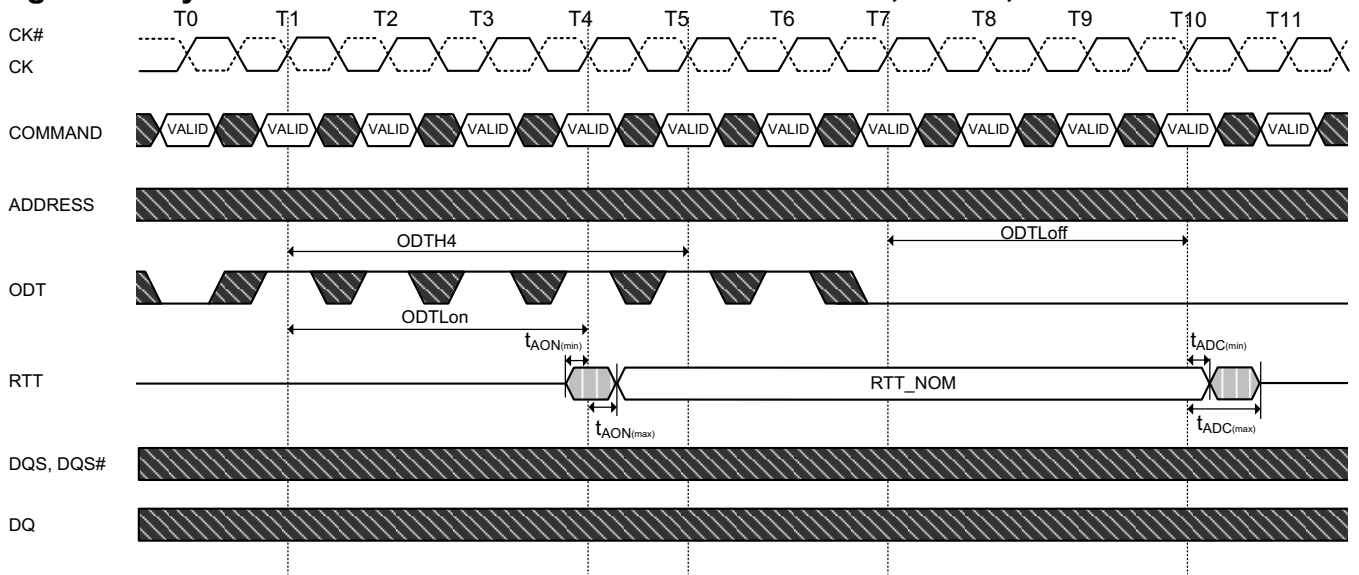 T0 T1 T2 T3 T4 T5 T6 T7 T8 T9 T10 T11
CK#
CK
COMMAND VALID VALID VALID VALID VALID VALID VALID VALID VALID VALID VALID VALID
ADDRESS
ODTH4 ODTLoff
ODT
ODTLon
tAON(min) tADC(min)
RTT RTT_NOM
tAON(max) tADC(max)
DQS, DQS#
DQ